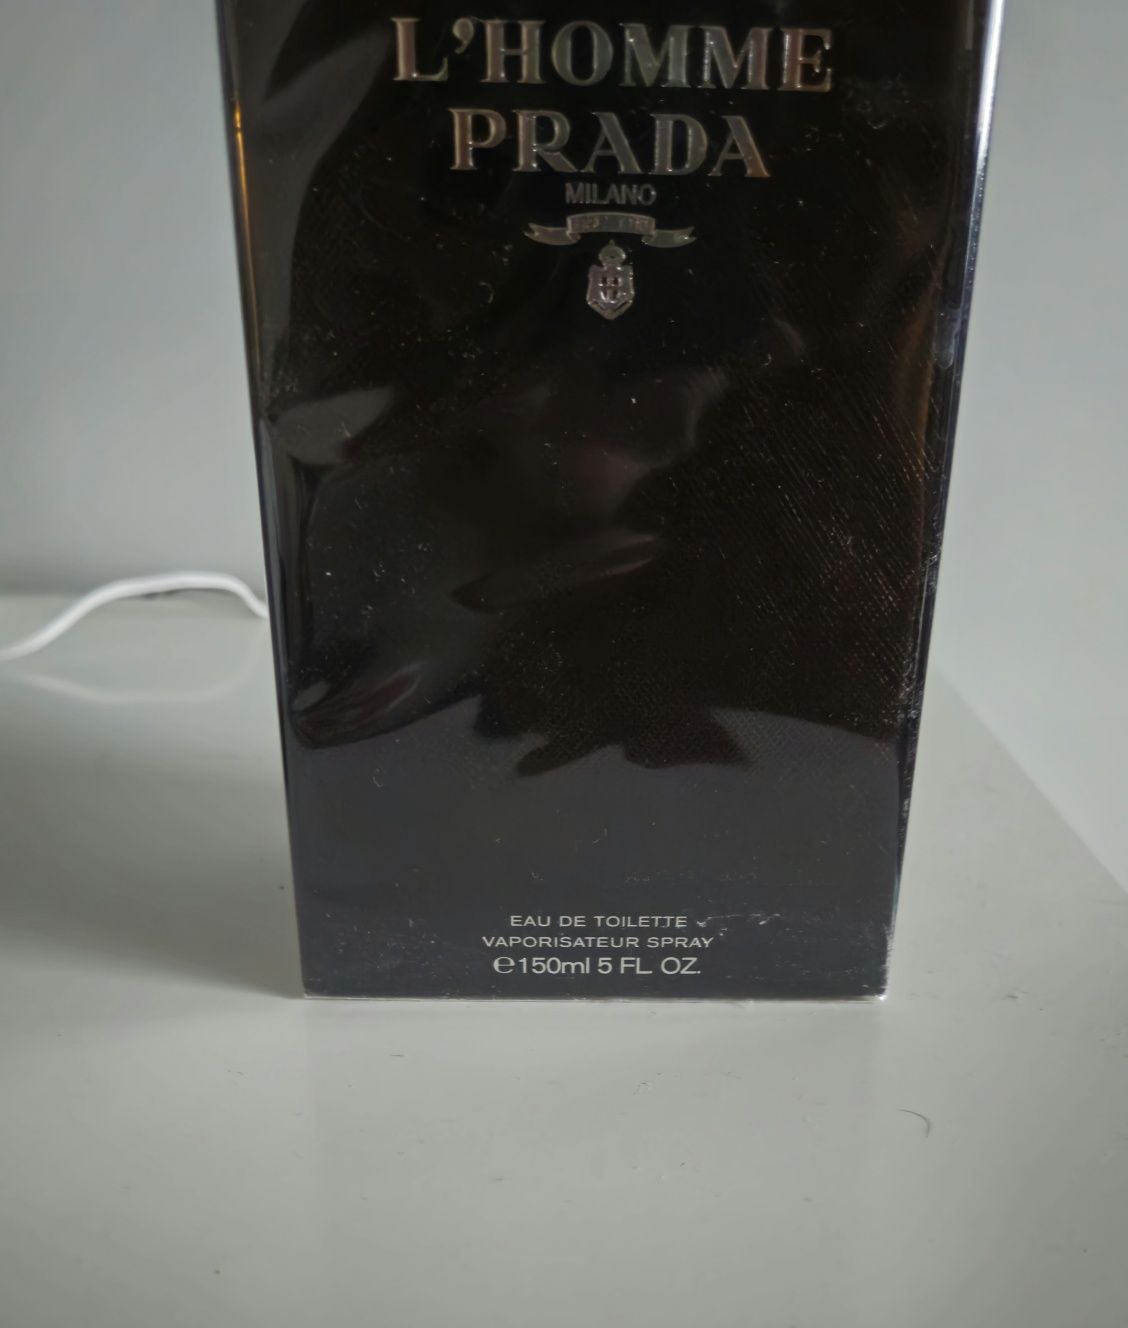 L'HOMME
PRADA
MILANO
EAU DE TOILETTE
VAPORISATEUR SPRAY
℮150ml 5 FL. OZ.